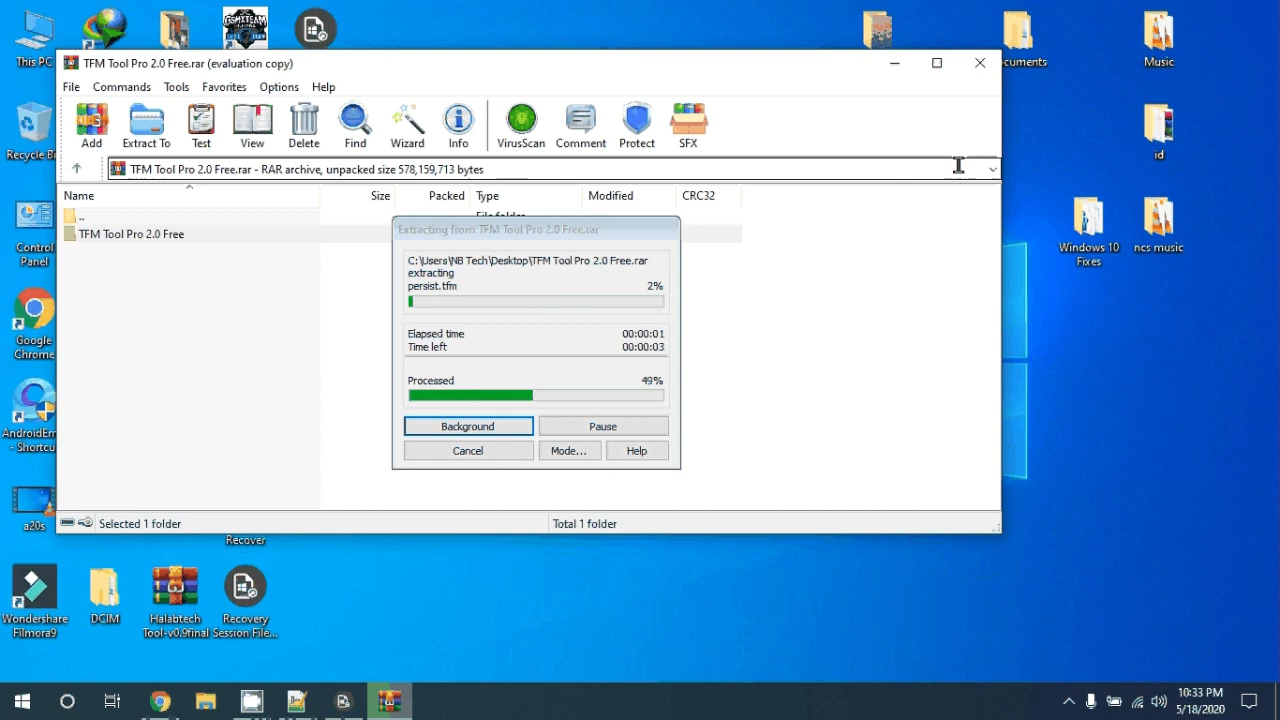 This PC
GSMXTEAM
cuments
Music
TFM Tool Pro 2.0 Free.rar (evaluation copy)
File Commands Tools Favorites Options Help
Add Extract To Test View Delete Find Wizard Info VirusScan Comment Protect SFX
TFM Tool Pro 2.0 Free.rar - RAR archive, unpacked size 578,159,713 bytes
Name Size Packed Type Modified CRC32
.. File folder
TFM Tool Pro 2.0 Free
Extracting from TFM Tool Pro 2.0 Free.rar
C:\Users\NB Tech\Desktop\TFM Tool Pro 2.0 Free.rar
extracting
persist.tfm 2%
Elapsed time 00:00:01
Time left 00:00:03
Processed 49%
Background Pause
Cancel Mode... Help
Selected 1 folder Total 1 folder
Recycle Bi
Control
Panel
Google
Chrome
AndroidEm
- Shortcu
a20s
Recover
Wondershare
Filmora9
DCIM
Halabtech
Tool-v0.9final
Recovery
Session File...
id
Windows 10
Fixes
ncs music
10:33 PM
5/18/2020